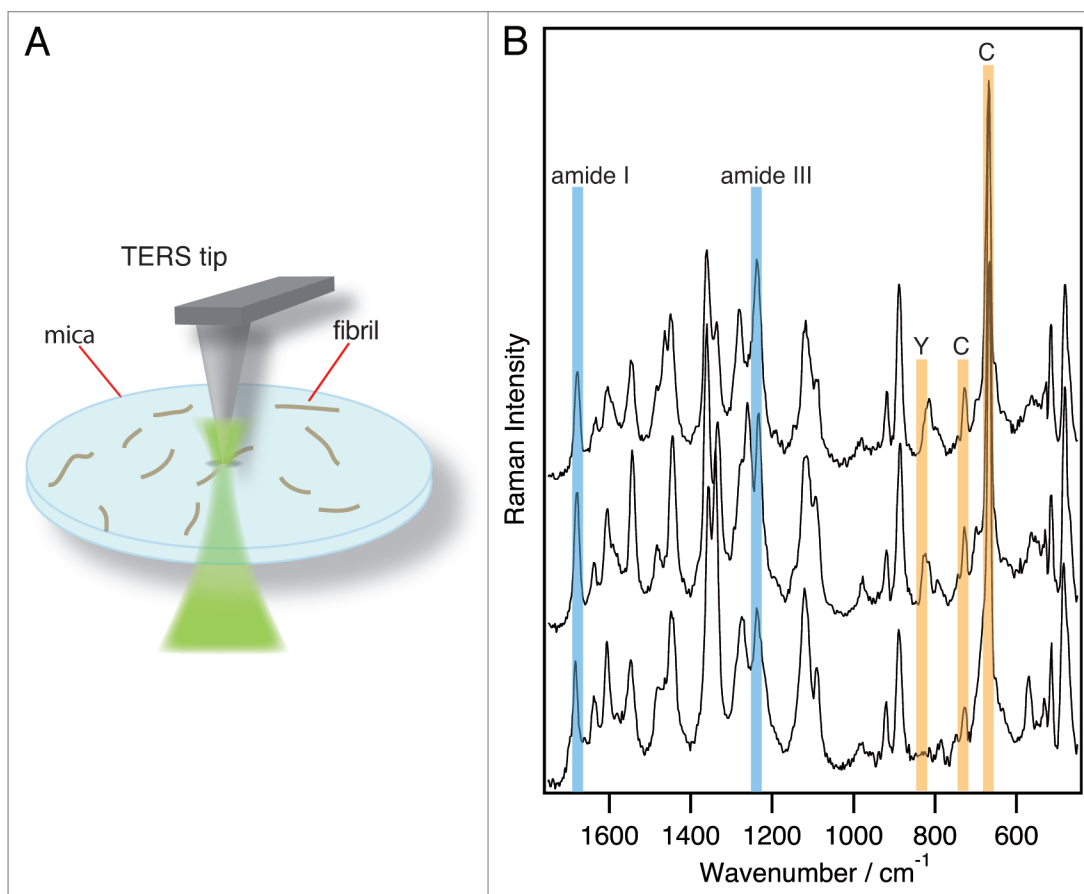 A
TERS tip
mica
fibril
B
C
amide I
amide III
Y
C
Raman Intensity
1600
1400
1200
1000
800
600
Wavenumber / cm⁻¹